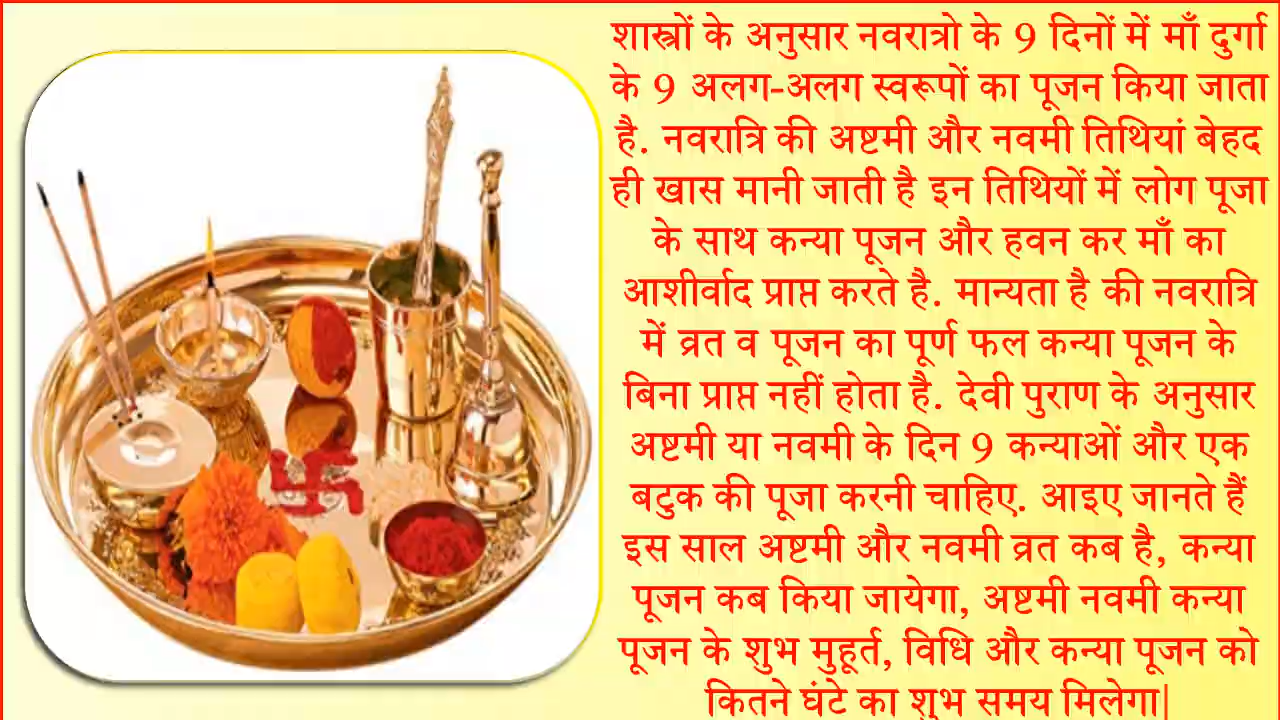 शास्त्रों के अनुसार नवरात्रो के 9 दिनों में माँ दुर्गा
के 9 अलग-अलग स्वरूपों का पूजन किया जाता
है. नवरात्रि की अष्टमी और नवमी तिथियां बेहद
ही खास मानी जाती है इन तिथियों में लोग पूजा
के साथ कन्या पूजन और हवन कर माँ का
आशीर्वाद प्राप्त करते है. मान्यता है की नवरात्रि
में व्रत व पूजन का पूर्ण फल कन्या पूजन के
बिना प्राप्त नहीं होता है. देवी पुराण के अनुसार
अष्टमी या नवमी के दिन 9 कन्याओं और एक
बटुक की पूजा करनी चाहिए. आइए जानते हैं
इस साल अष्टमी और नवमी व्रत कब है, कन्या
पूजन कब किया जायेगा, अष्टमी नवमी कन्या
पूजन के शुभ मुहूर्त, विधि और कन्या पूजन को
कितने घंटे का शुभ समय मिलेगा|